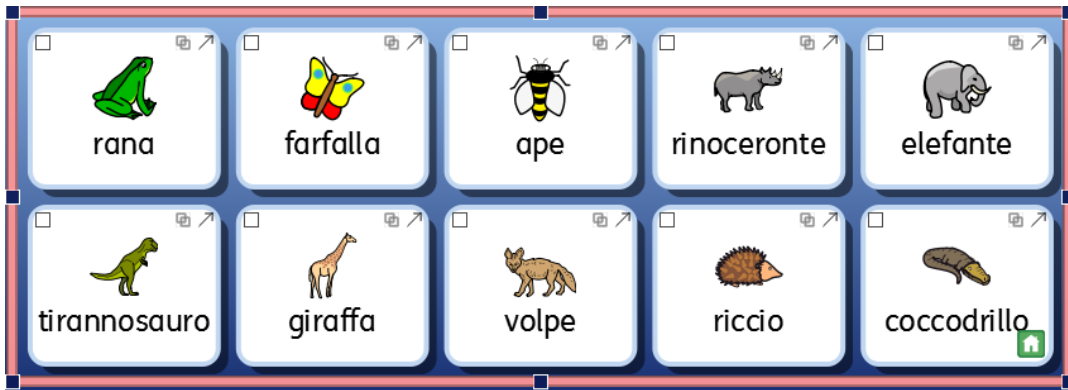 rana
farfalla
ape
rinoceronte
elefante
tirannosauro
giraffa
volpe
riccio
coccodrillo